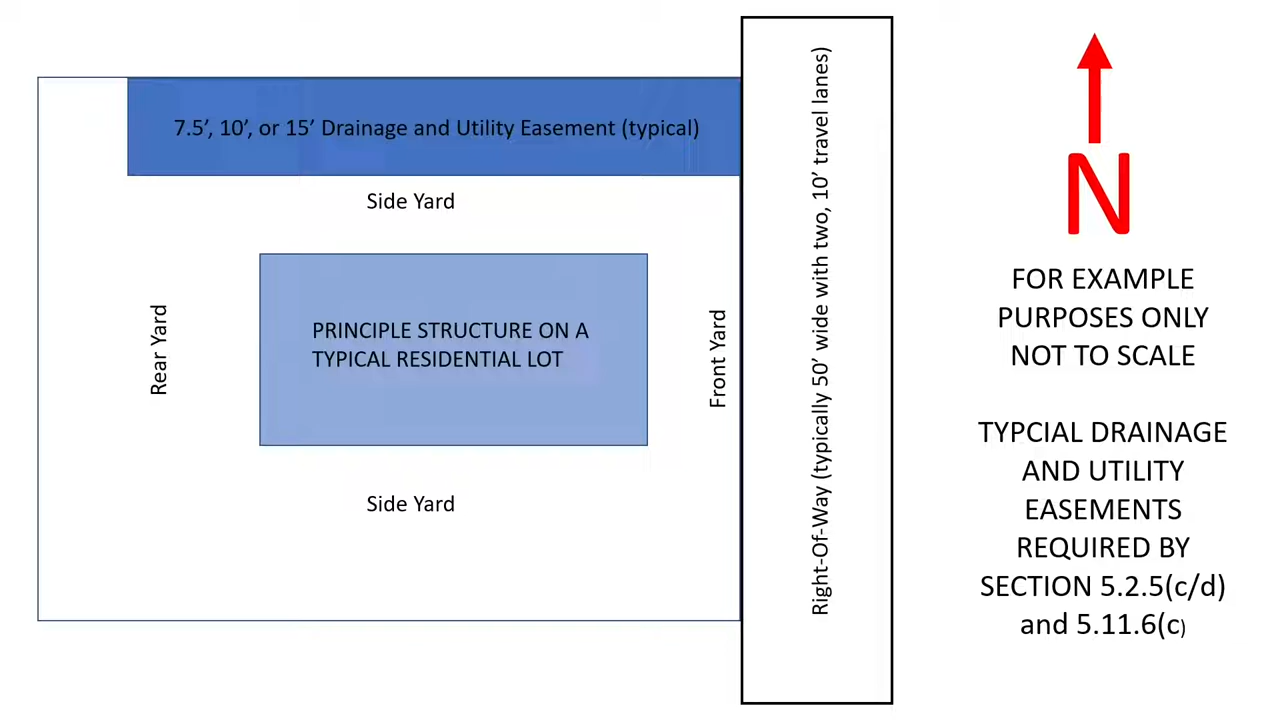 7.5’, 10’, or 15’ Drainage and Utility Easement (typical)
Side Yard
Rear Yard
PRINCIPLE STRUCTURE ON A
TYPICAL RESIDENTIAL LOT
Front Yard
Side Yard
Right-Of-Way (typically 50’ wide with two, 10’ travel lanes)
N
FOR EXAMPLE
PURPOSES ONLY
NOT TO SCALE
TYPCIAL DRAINAGE
AND UTILITY
EASEMENTS
REQUIRED BY
SECTION 5.2.5(c/d)
and 5.11.6(c)